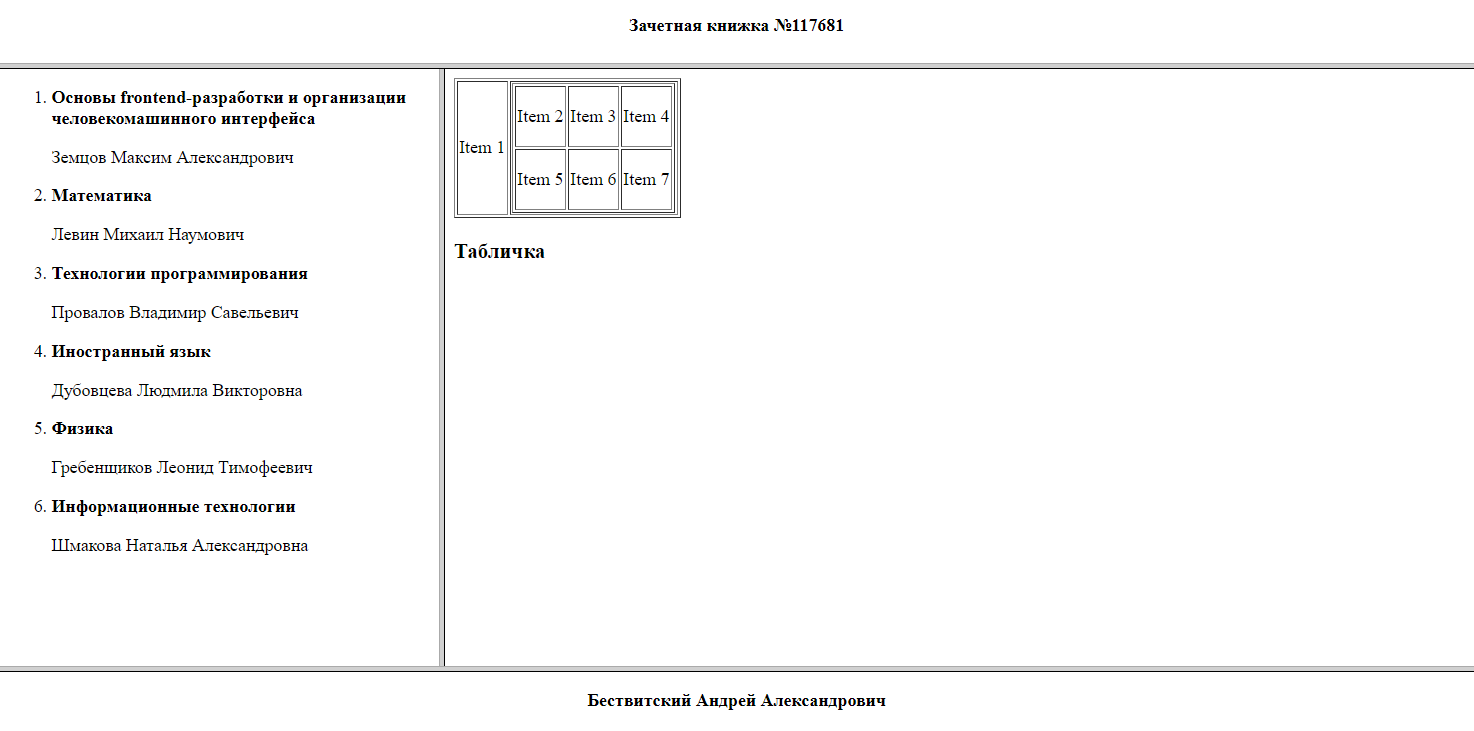 Зачетная книжка №117681
1. Основы frontend-разработки и организации
человекомашинного интерфейса
Земцов Максим Александрович
2. Математика
Левин Михаил Наумович
3. Технологии программирования
Провалов Владимир Савельевич
4. Иностранный язык
Дубовцева Людмила Викторовна
5. Физика
Гребенщиков Леонид Тимофеевич
6. Информационные технологии
Шмакова Наталья Александровна
Item 1
Item 2 Item 3 Item 4
Item 5 Item 6 Item 7
Табличка
Бествитский Андрей Александрович